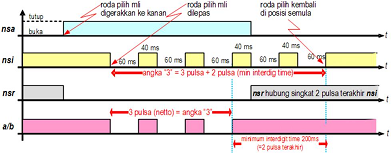 roda pilih mli
digerakkan ke kanan
roda pilih mli
dilepas
roda pilih kembali
di posisi semula
nsa
tutup
buka
t
40 ms
40 ms
nsi
60 ms
60 ms
60 ms
60 ms
t
angka "3" = 3 pulsa + 2 pulsa (min interdig time)
nsr
nsr hubung singkat 2 pulsa terakhir nsi
t
3 pulsa (netto) = angka "3"
a/b
t
minimum interdigit time 200ms
(=2 pulsa terakhir)